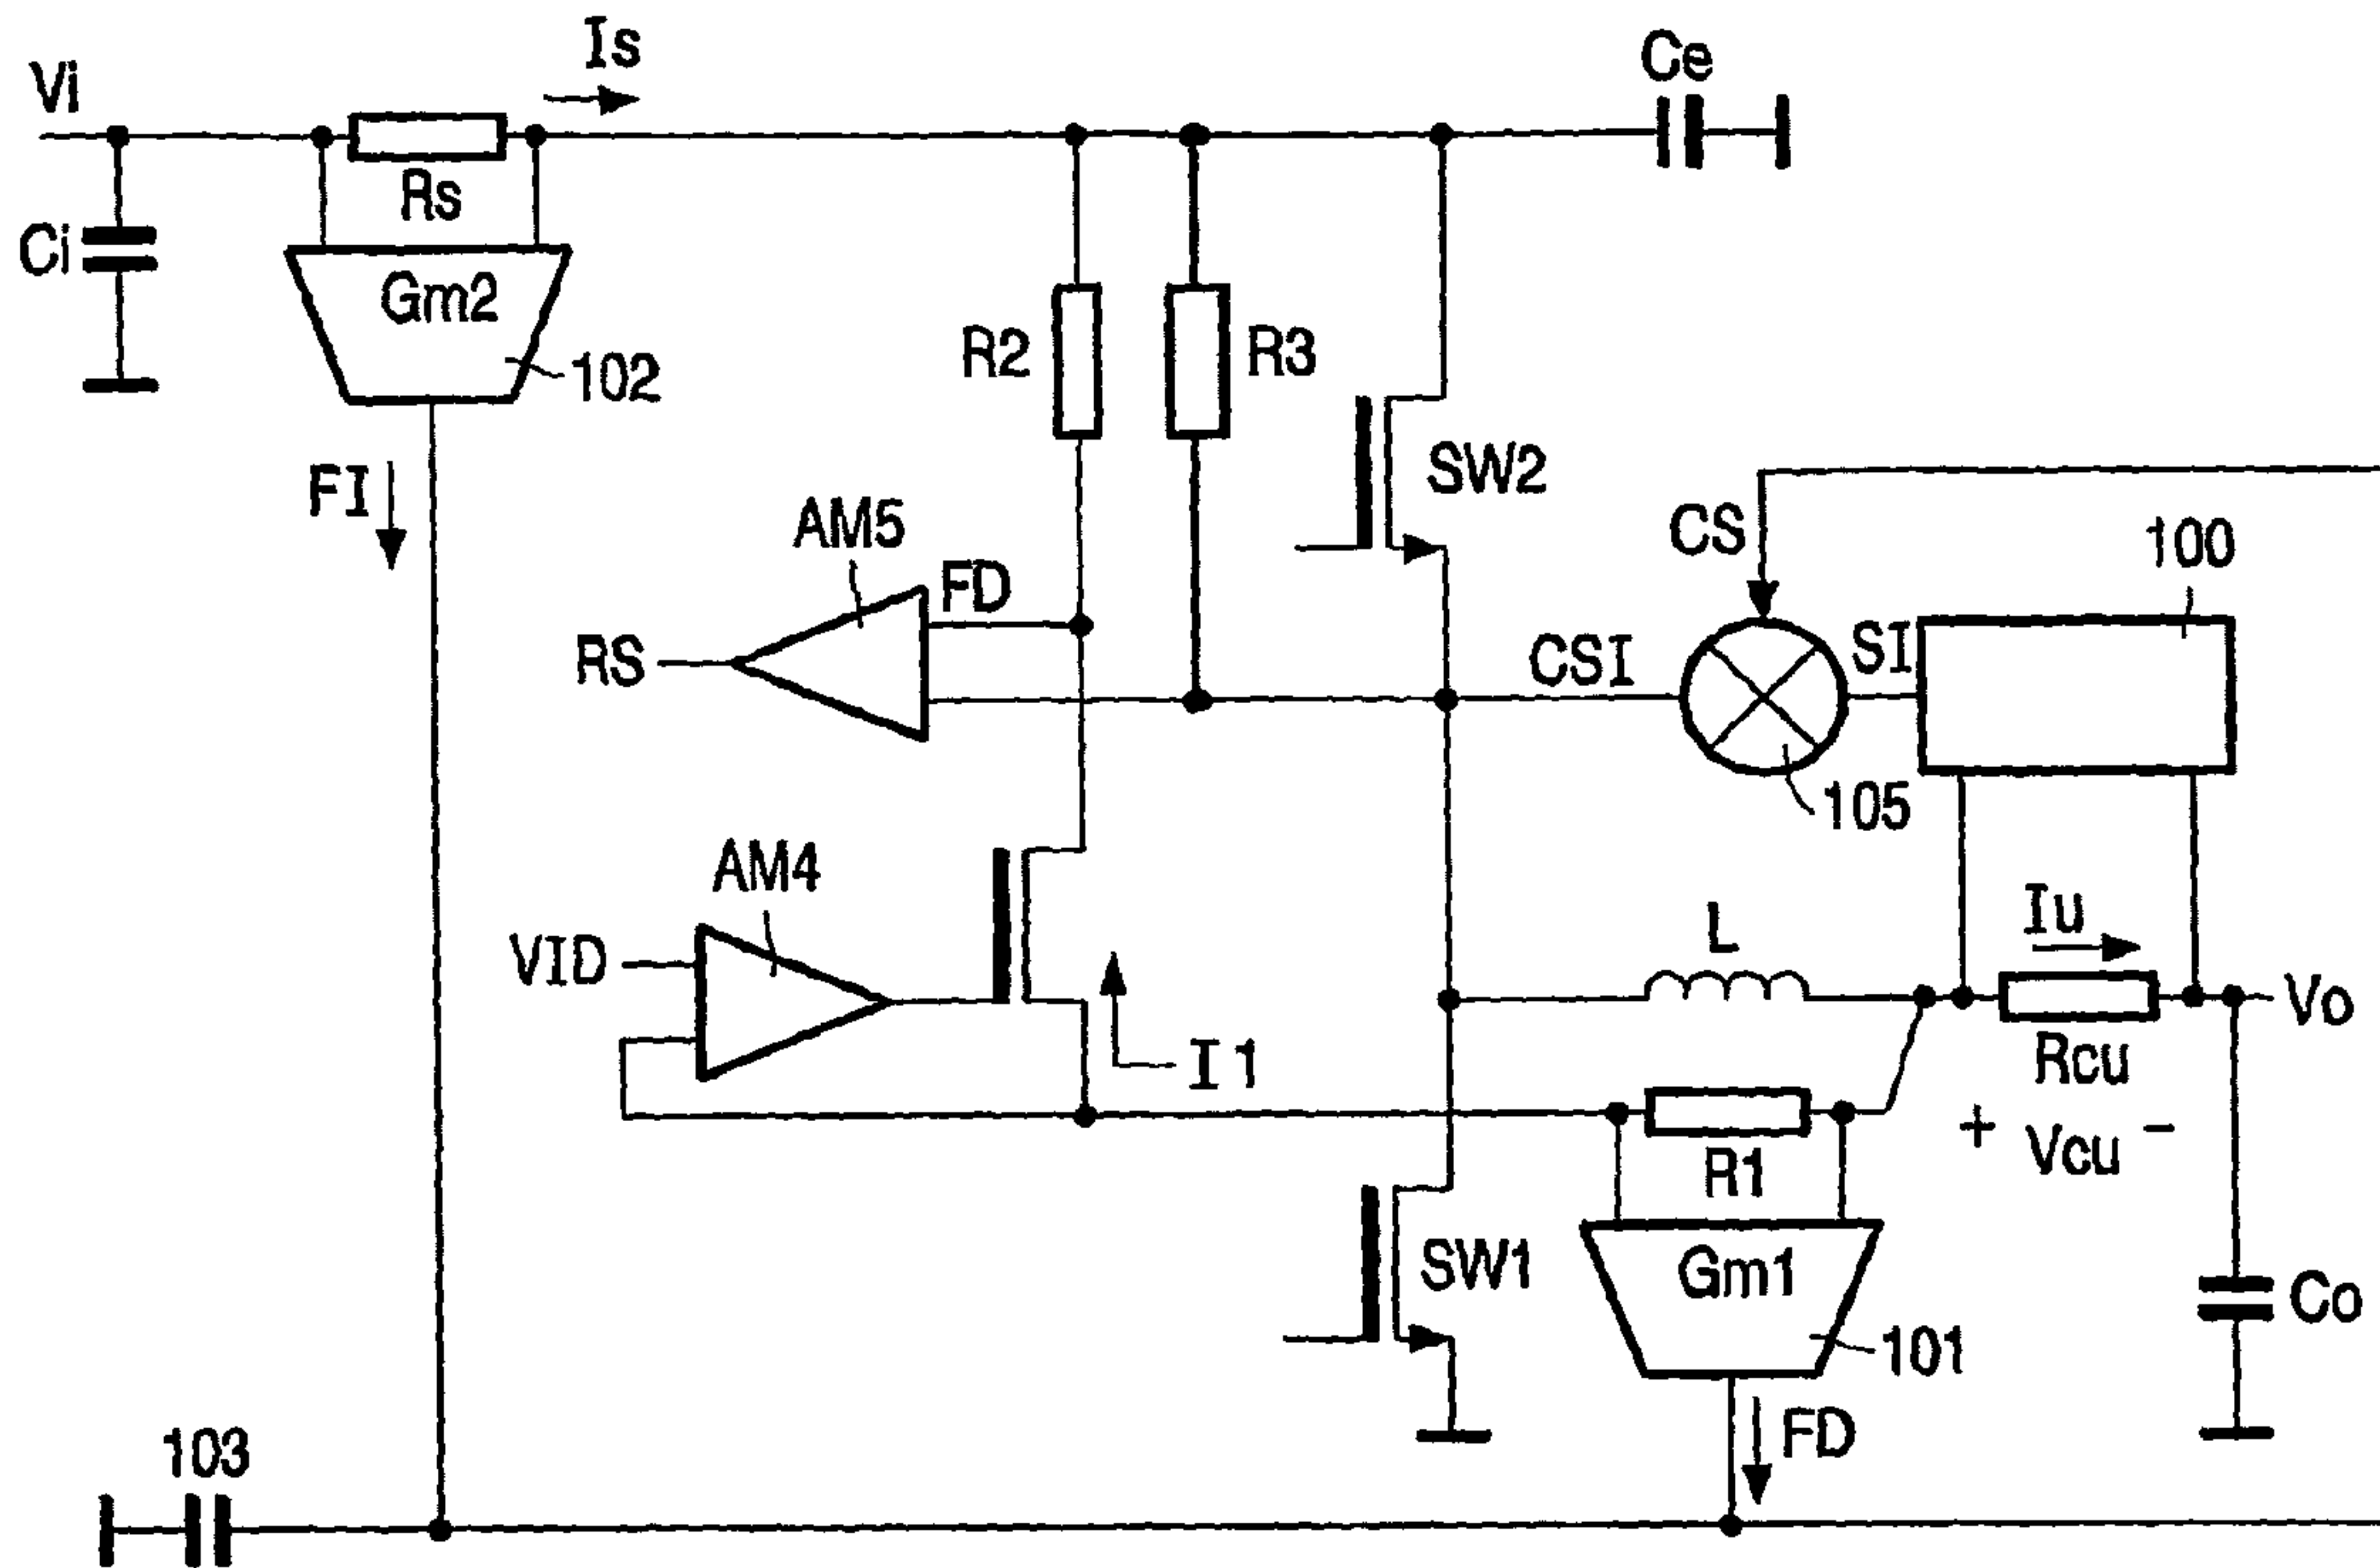 Is
Ce
Vi
Rs
Ci
Gm2
102
R2
R3
SW2
FI
AM5
FD
CS
100
RS
CSI
SI
105
AM4
VID
Iu
L
Vo
I1
Rcu
+ Vcu -
R1
SW1
Gm1
Co
101
FD
103